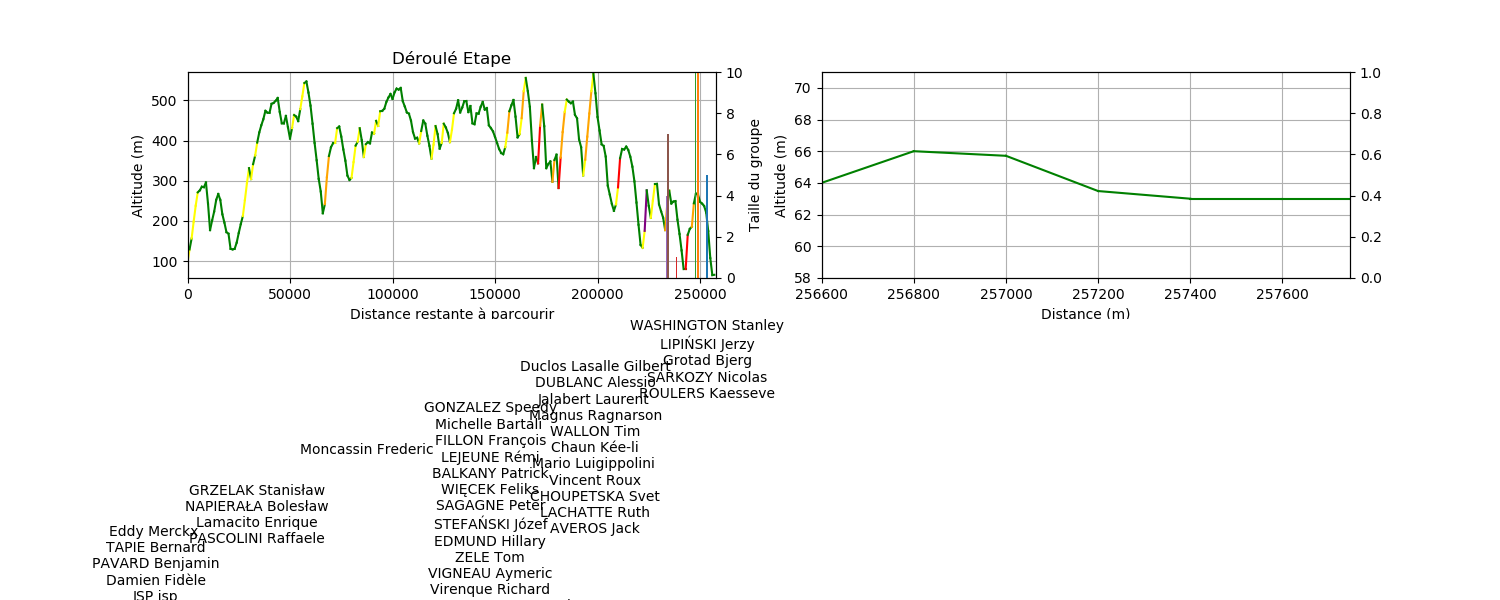 Déroulé Etape
Altitude (m)
500
400
300
200
100
10
8
6
4
2
0
Taille du groupe
0
50000
100000
150000
200000
250000
Distance restante à parcourir
Altitude (m)
70
68
66
64
62
60
58
1.0
0.8
0.6
0.4
0.2
0.0
256600
256800
257000
257200
257400
257600
Distance (m)
WASHINGTON Stanley
LIPIŃSKI Jerzy
Grotad Bjerg
SARKOZY Nicolas
ROULERS Kaesseve
Duclos Lasalle Gilbert
DUBLANC Alessio
Jalabert Laurent
Magnus Ragnarson
WALLON Tim
Chaun Kée-li
Mario Luigippolini
Vincent Roux
CHOUPETSKA Svet
LACHATTE Ruth
AVEROS Jack
GONZALEZ Speedy
Michelle Bartali
FILLON François
LEJEUNE Rémi
BALKANY Patrick
WIĘCEK Feliks
SAGAGNE Peter
STEFAŃSKI Józef
EDMUND Hillary
ZELE Tom
VIGNEAU Aymeric
Virenque Richard
Moncassin Frederic
GRZELAK Stanisław
NAPIERAŁA Bolesław
Lamacito Enrique
PASCOLINI Raffaele
Eddy Merckx
TAPIE Bernard
PAVARD Benjamin
Damien Fidèle
JSP jsp